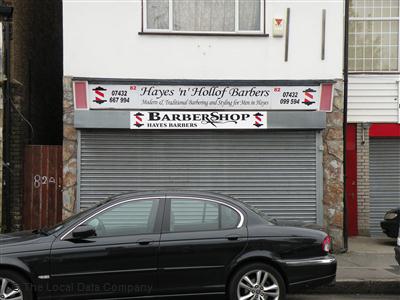 82 Hayes 'n' Hollof Barbers 82
07432 667 994
07432 099 594
Modern & Traditional Barbering and Styling for Men in Hayes
BARBERSHOP
HAYES BARBERS
82A
© The Local Data Company